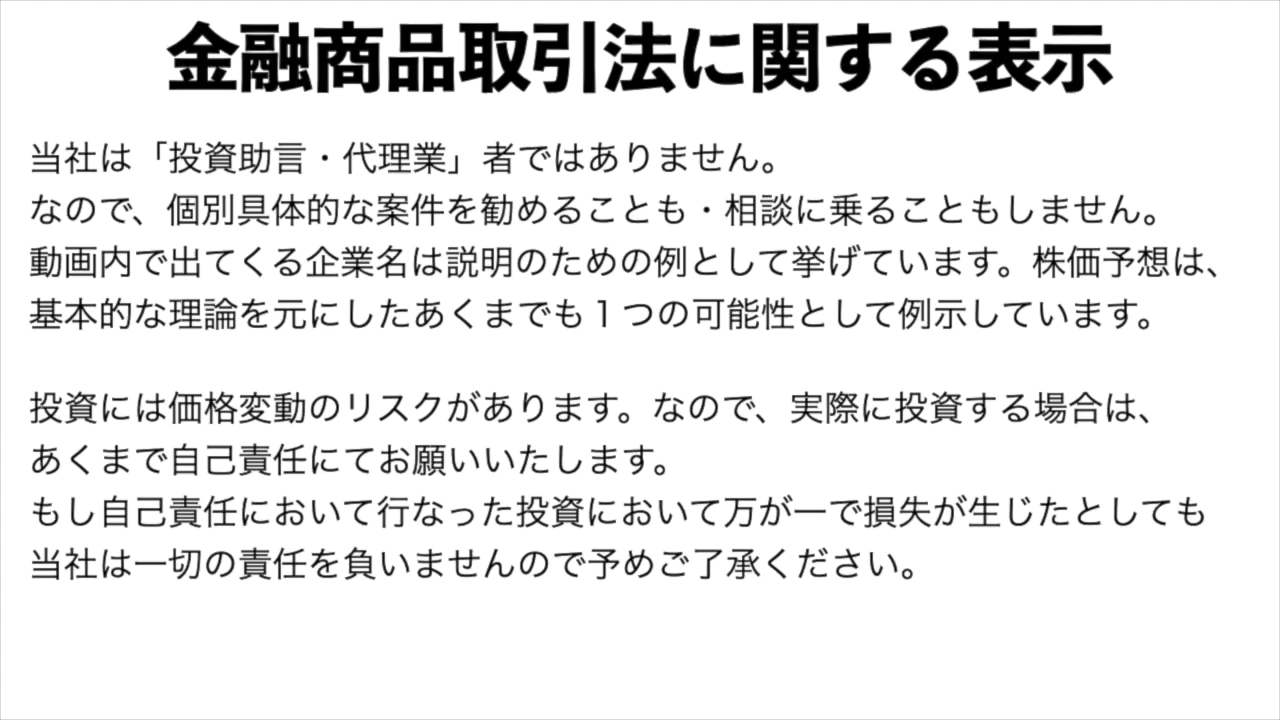 金融商品取引法に関する表示
当社は「投資助言・代理業」者ではありません。
なので、個別具体的な案件を勧めることも・相談に乗ることもしません。
動画内で出てくる企業名は説明のための例として挙げています。株価予想は、
基本的な理論を元にしたあくまでも１つの可能性として例示しています。
投資には価格変動のリスクがあります。なので、実際に投資する場合は、
あくまで自己責任にてお願いいたします。
もし自己責任において行なった投資において万が一で損失が生じたとしても
当社は一切の責任を負いませんので予めご了承ください。